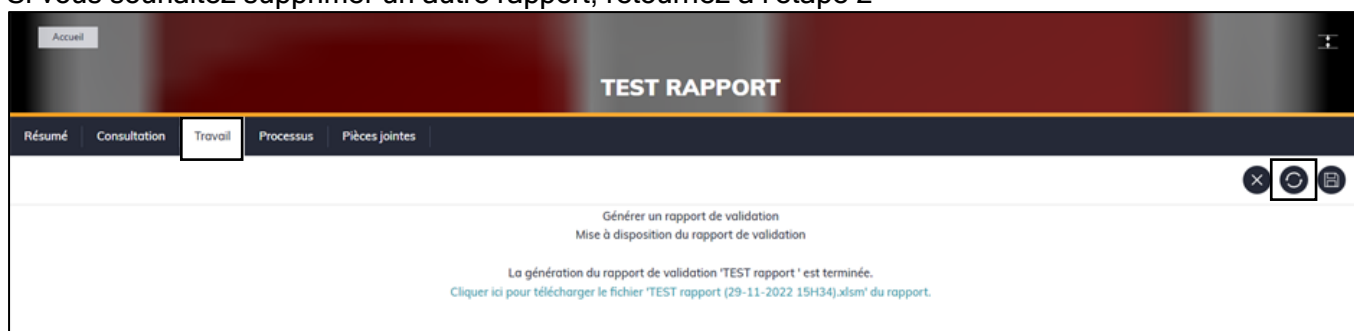 Si vous souhaitez supprimer un autre rapport, retournez à l'étape 2
Accueil
TEST RAPPORT
Résumé Consultation Travail Processus Pièces jointes
Générer un rapport de validation
Mise à disposition du rapport de validation
La génération du rapport de validation 'TEST rapport ' est terminée.
Cliquer ici pour télécharger le fichier 'TEST rapport (29-11-2022 15H34).xlsm' du rapport.